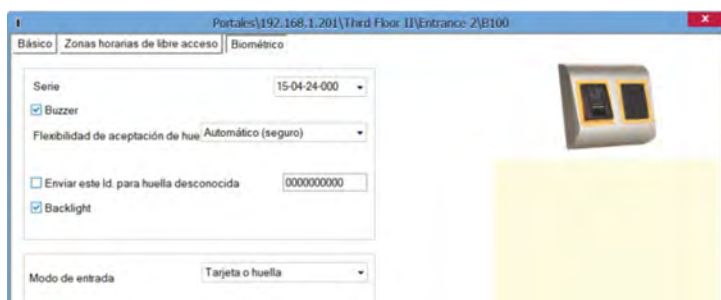 Portales\192.168.1.201\Third Floor II\Entrance 2\B100
x
Básico Zonas horarias de libre acceso Biométrico
Serie 15-04-24-000
Buzzer
Flexibilidad de aceptación de hue Automático (seguro)
Enviar este Id. para huella desconocida 0000000000
Backlight
Modo de entrada Tarjeta o huella